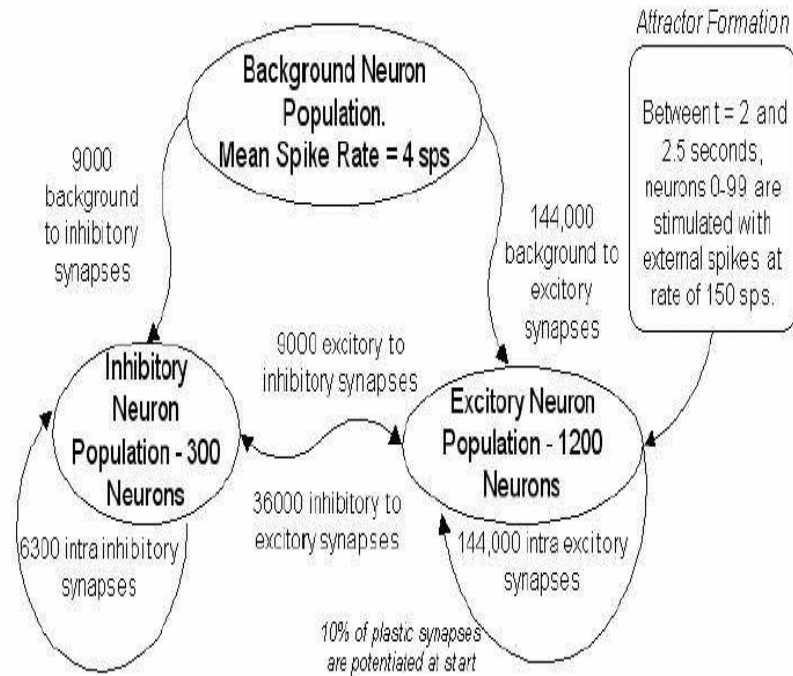 Attractor Formation
Background Neuron
Population.
Mean Spike Rate = 4 sps
Between t = 2 and
2.5 seconds,
neurons 0-99 are
stimulated with
external spikes at
rate of 150 sps.
9000
background
to inhibitory
synapses
144,000
background to
excitory
synapses
9000 excitory to
inhibitory synapses
Inhibitory
Neuron
Population - 300
Neurons
Excitory Neuron
Population - 1200
Neurons
36000 inhibitory to
excitory synapses
6300 intra inhibitory
synapses
144,000 intra excitory
synapses
10% of plastic synapses
are potentiated at start